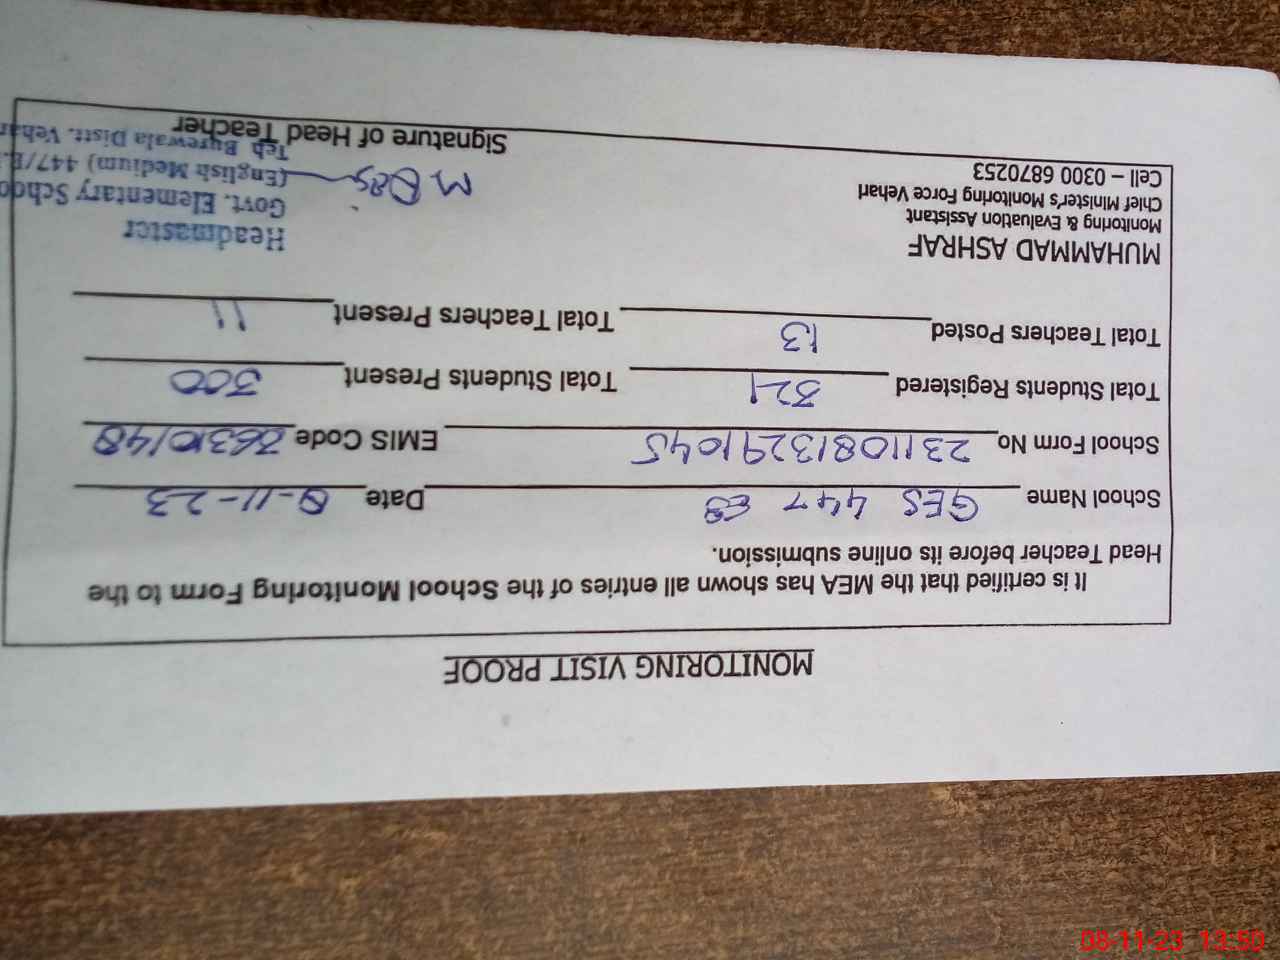 MONITORING VISIT PROOF
It is certified that the MEA has shown all entries of the School Monitoring Form to the
Head Teacher before its online submission.
School Name GES 447 EB Date 8-11-23
School Form No 23110813291045 EMIS Code 36310148
Total Students Registered 321 Total Students Present 300
Total Teachers Posted 13 Total Teachers Present 11
MUHAMMAD ASHRAF
Monitoring & Evaluation Assistant
Chief Minister's Monitoring Force Vehari
Cell – 0300 6870253
Headmaster
Govt. Elementary Schoo
(English Medium) 447/E.
Teh Burewala Distt. Vehar
Signature of Head Teacher
08-11-23 13:50